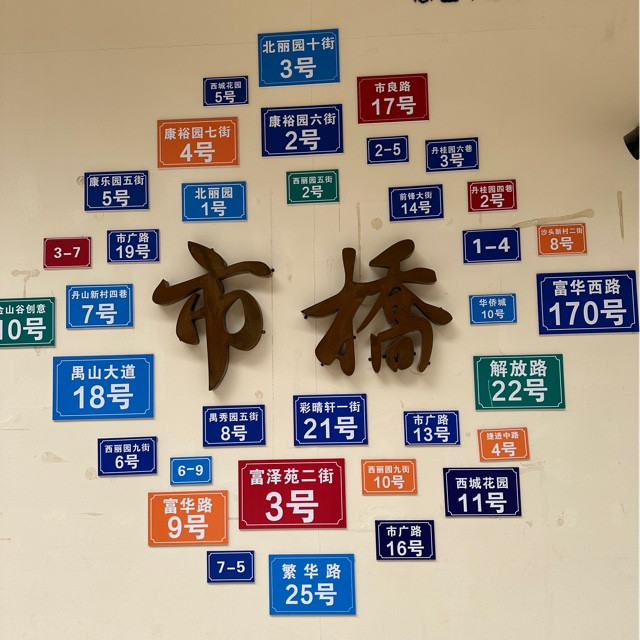 北丽园十街
3号
西城花园
5号
市良路
17号
康裕园七街
4号
康裕园六街
2号
2-5
丹桂园六巷
3号
康乐园五街
5号
北丽园
1号
西丽园五街
2号
前锋大街
14号
丹桂园四巷
2号
3-7
市广路
19号
1-4
沙头新村二街
8号
市橋
金山谷创意
10号
丹山新村四巷
7号
华侨城
10号
富华西路
170号
禺山大道
18号
解放路
22号
禺秀园五街
8号
彩晴轩一街
21号
市广路
13号
捷进中路
4号
西丽园九街
6号
6-9
富泽苑二街
3号
西丽园九街
10号
西城花园
11号
富华路
9号
市广路
16号
7-5
繁华路
25号